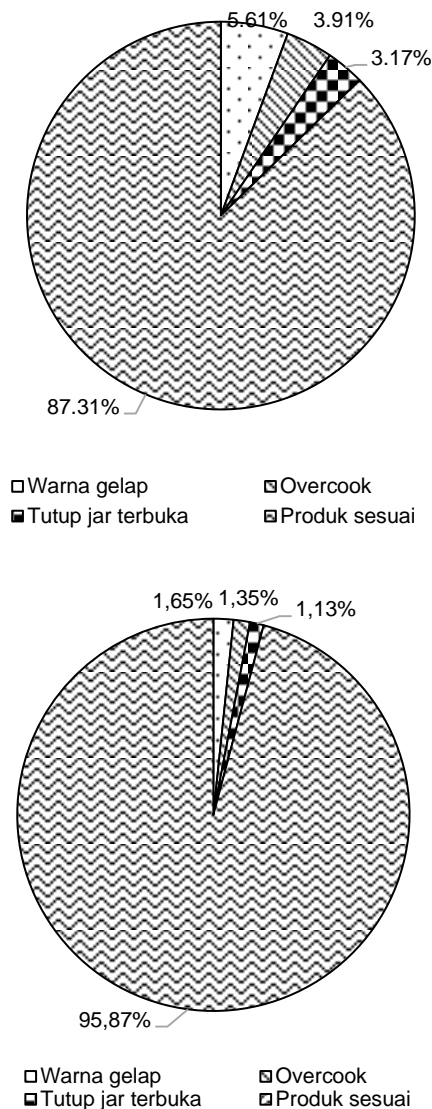 5.61%
3.91%
3.17%
87.31%
Warna gelap
Overcook
Tutup jar terbuka
Produk sesuai
1,65%
1,35%
1,13%
95,87%
Warna gelap
Overcook
Tutup jar terbuka
Produk sesuai